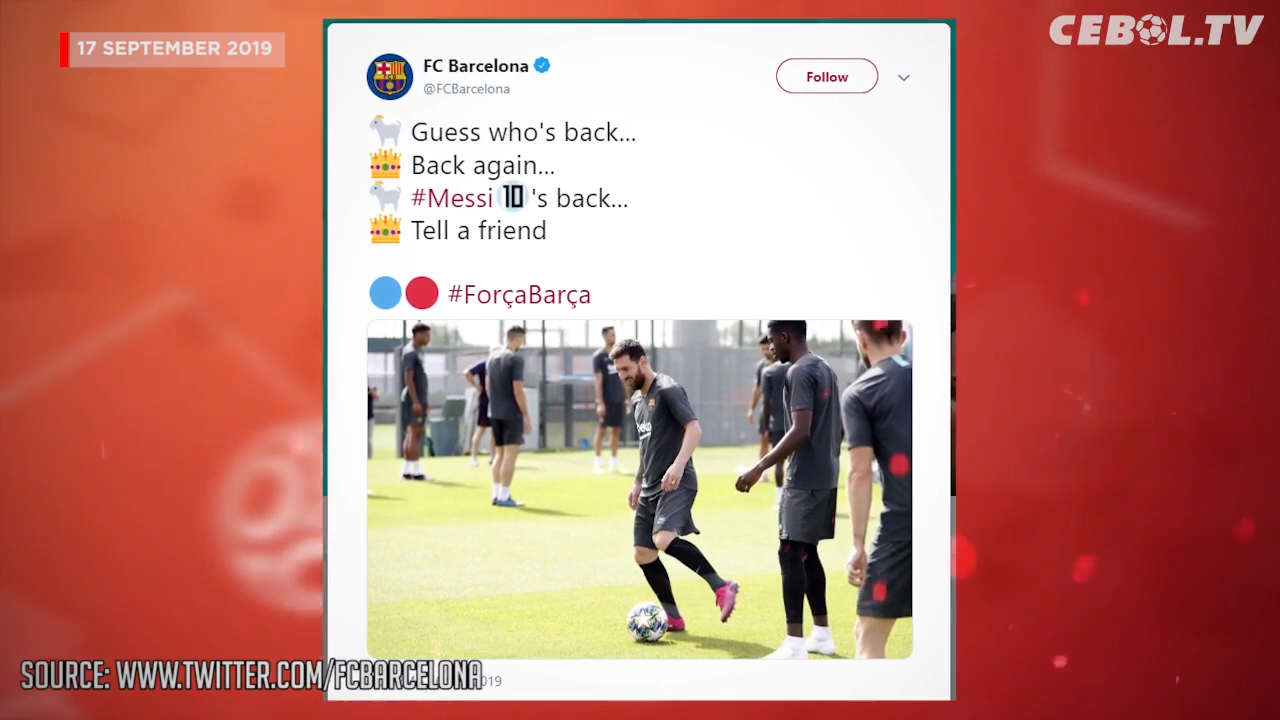 17 SEPTEMBER 2019
CEBOL.TV
FC Barcelona
@FCBarcelona
Follow
Guess who's back...
Back again...
#Messi 10 's back...
Tell a friend
#ForçaBarça
beko
SOURCE: WWW.TWITTER.COM/FCBARCELONA